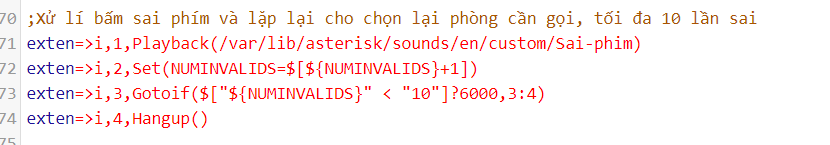 70 ;Xử lí bấm sai phím và lặp lại cho chọn lại phòng cần gọi, tối đa 10 lần sai
71 exten=>i,1,Playback(/var/lib/asterisk/sounds/en/custom/Sai-phim)
72 exten=>i,2,Set(NUMINVALIDS=$[${NUMINVALIDS}+1])
73 exten=>i,3,Gotoif($["${NUMINVALIDS}" < "10"]?6000,3:4)
74 exten=>i,4,Hangup()
75